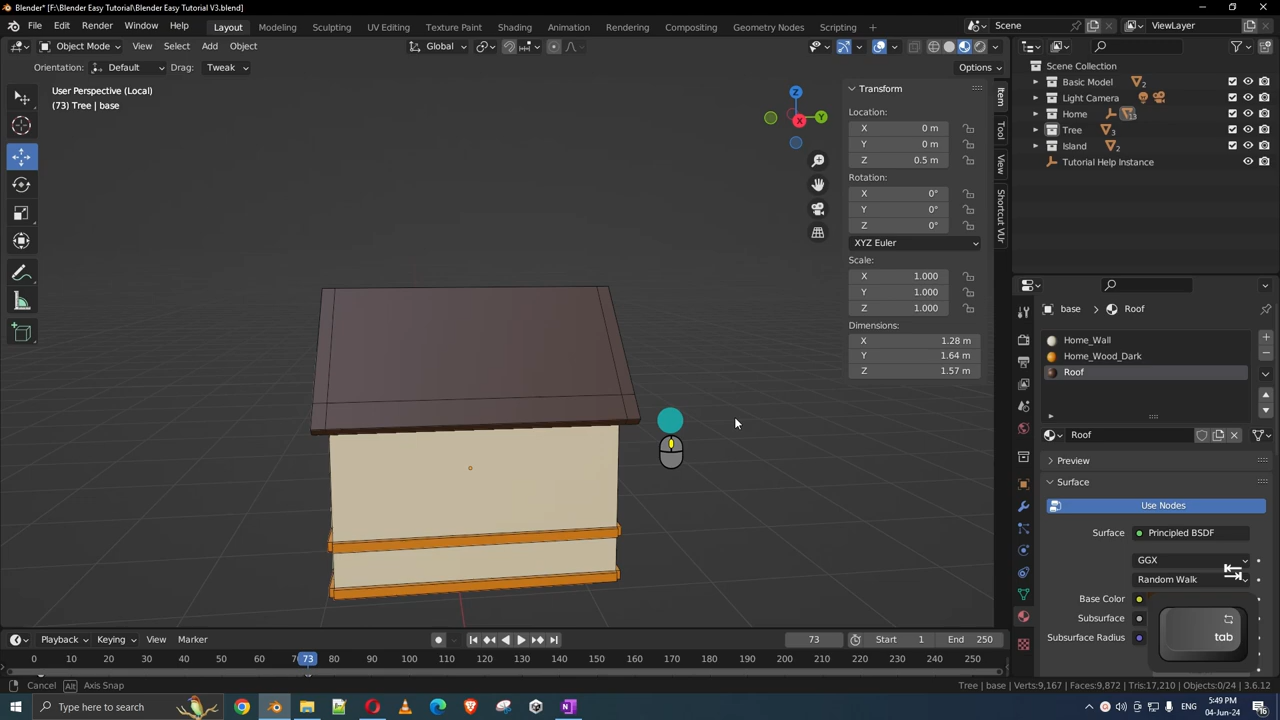 Blender* [F:\Blender Easy Tutorial\Blender Easy Tutorial V3.blend]
File Edit Render Window Help
Layout Modeling Sculpting UV Editing Texture Paint Shading Animation Rendering Compositing Geometry Nodes Scripting
Scene
ViewLayer
Object Mode View Select Add Object
Global
Orientation: Default Drag: Tweak
Options
User Perspective (Local)
(73) Tree | base
Z
Y
X
Transform
Location:
X 0 m
Y 0 m
Z 0.5 m
Rotation:
X 0°
Y 0°
Z 0°
XYZ Euler
Scale:
X 1.000
Y 1.000
Z 1.000
Dimensions:
X 1.28 m
Y 1.64 m
Z 1.57 m
Item
Tool
View
Shortcut VUr
Scene Collection
Basic Model 2
Light Camera
Home 13
Tree 3
Island 2
Tutorial Help Instance
base > Roof
Home_Wall
Home_Wood_Dark
Roof
Roof
Preview
Surface
Use Nodes
Surface Principled BSDF
GGX
Random Walk
Base Color
Subsurface
Subsurface Radius
tab
Playback Keying View Marker
73
Start 1
End 250
0 10 20 30 40 50 60 73 80 90 100 110 120 130 140 150 160 170 180 190 200 210 220 230 240 250
Cancel Alt Axis Snap
Tree | base | Verts:9,167 | Faces:9,872 | Tris:17,210 | Objects:0/24 | 3.6.12
Type here to search
5:49 PM
04-Jun-24